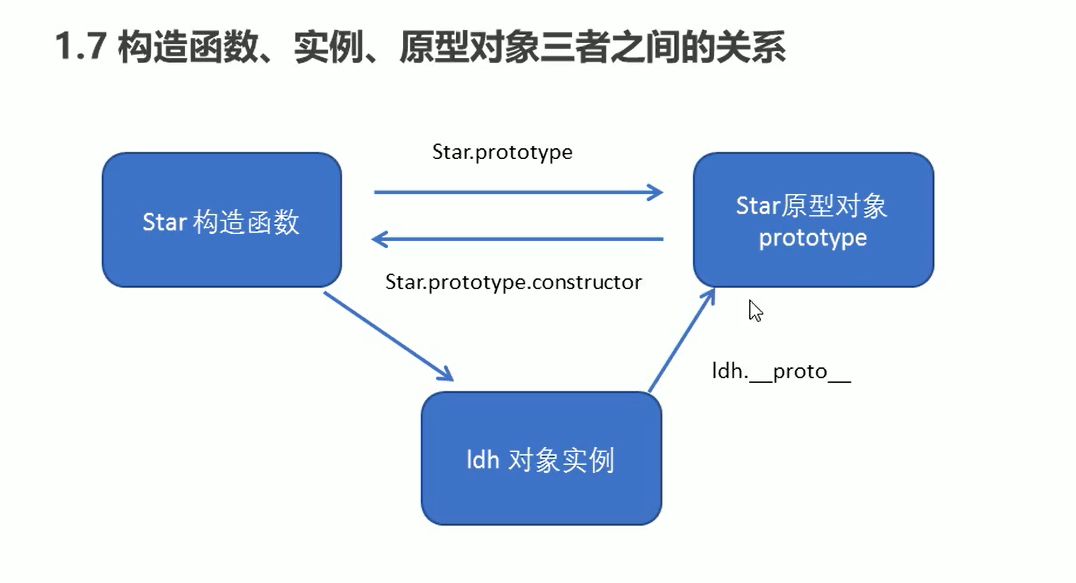 1.7 构造函数、实例、原型对象三者之间的关系
Star.prototype
Star 构造函数
Star原型对象
prototype
Star.prototype.constructor
ldh.__proto__
ldh 对象实例